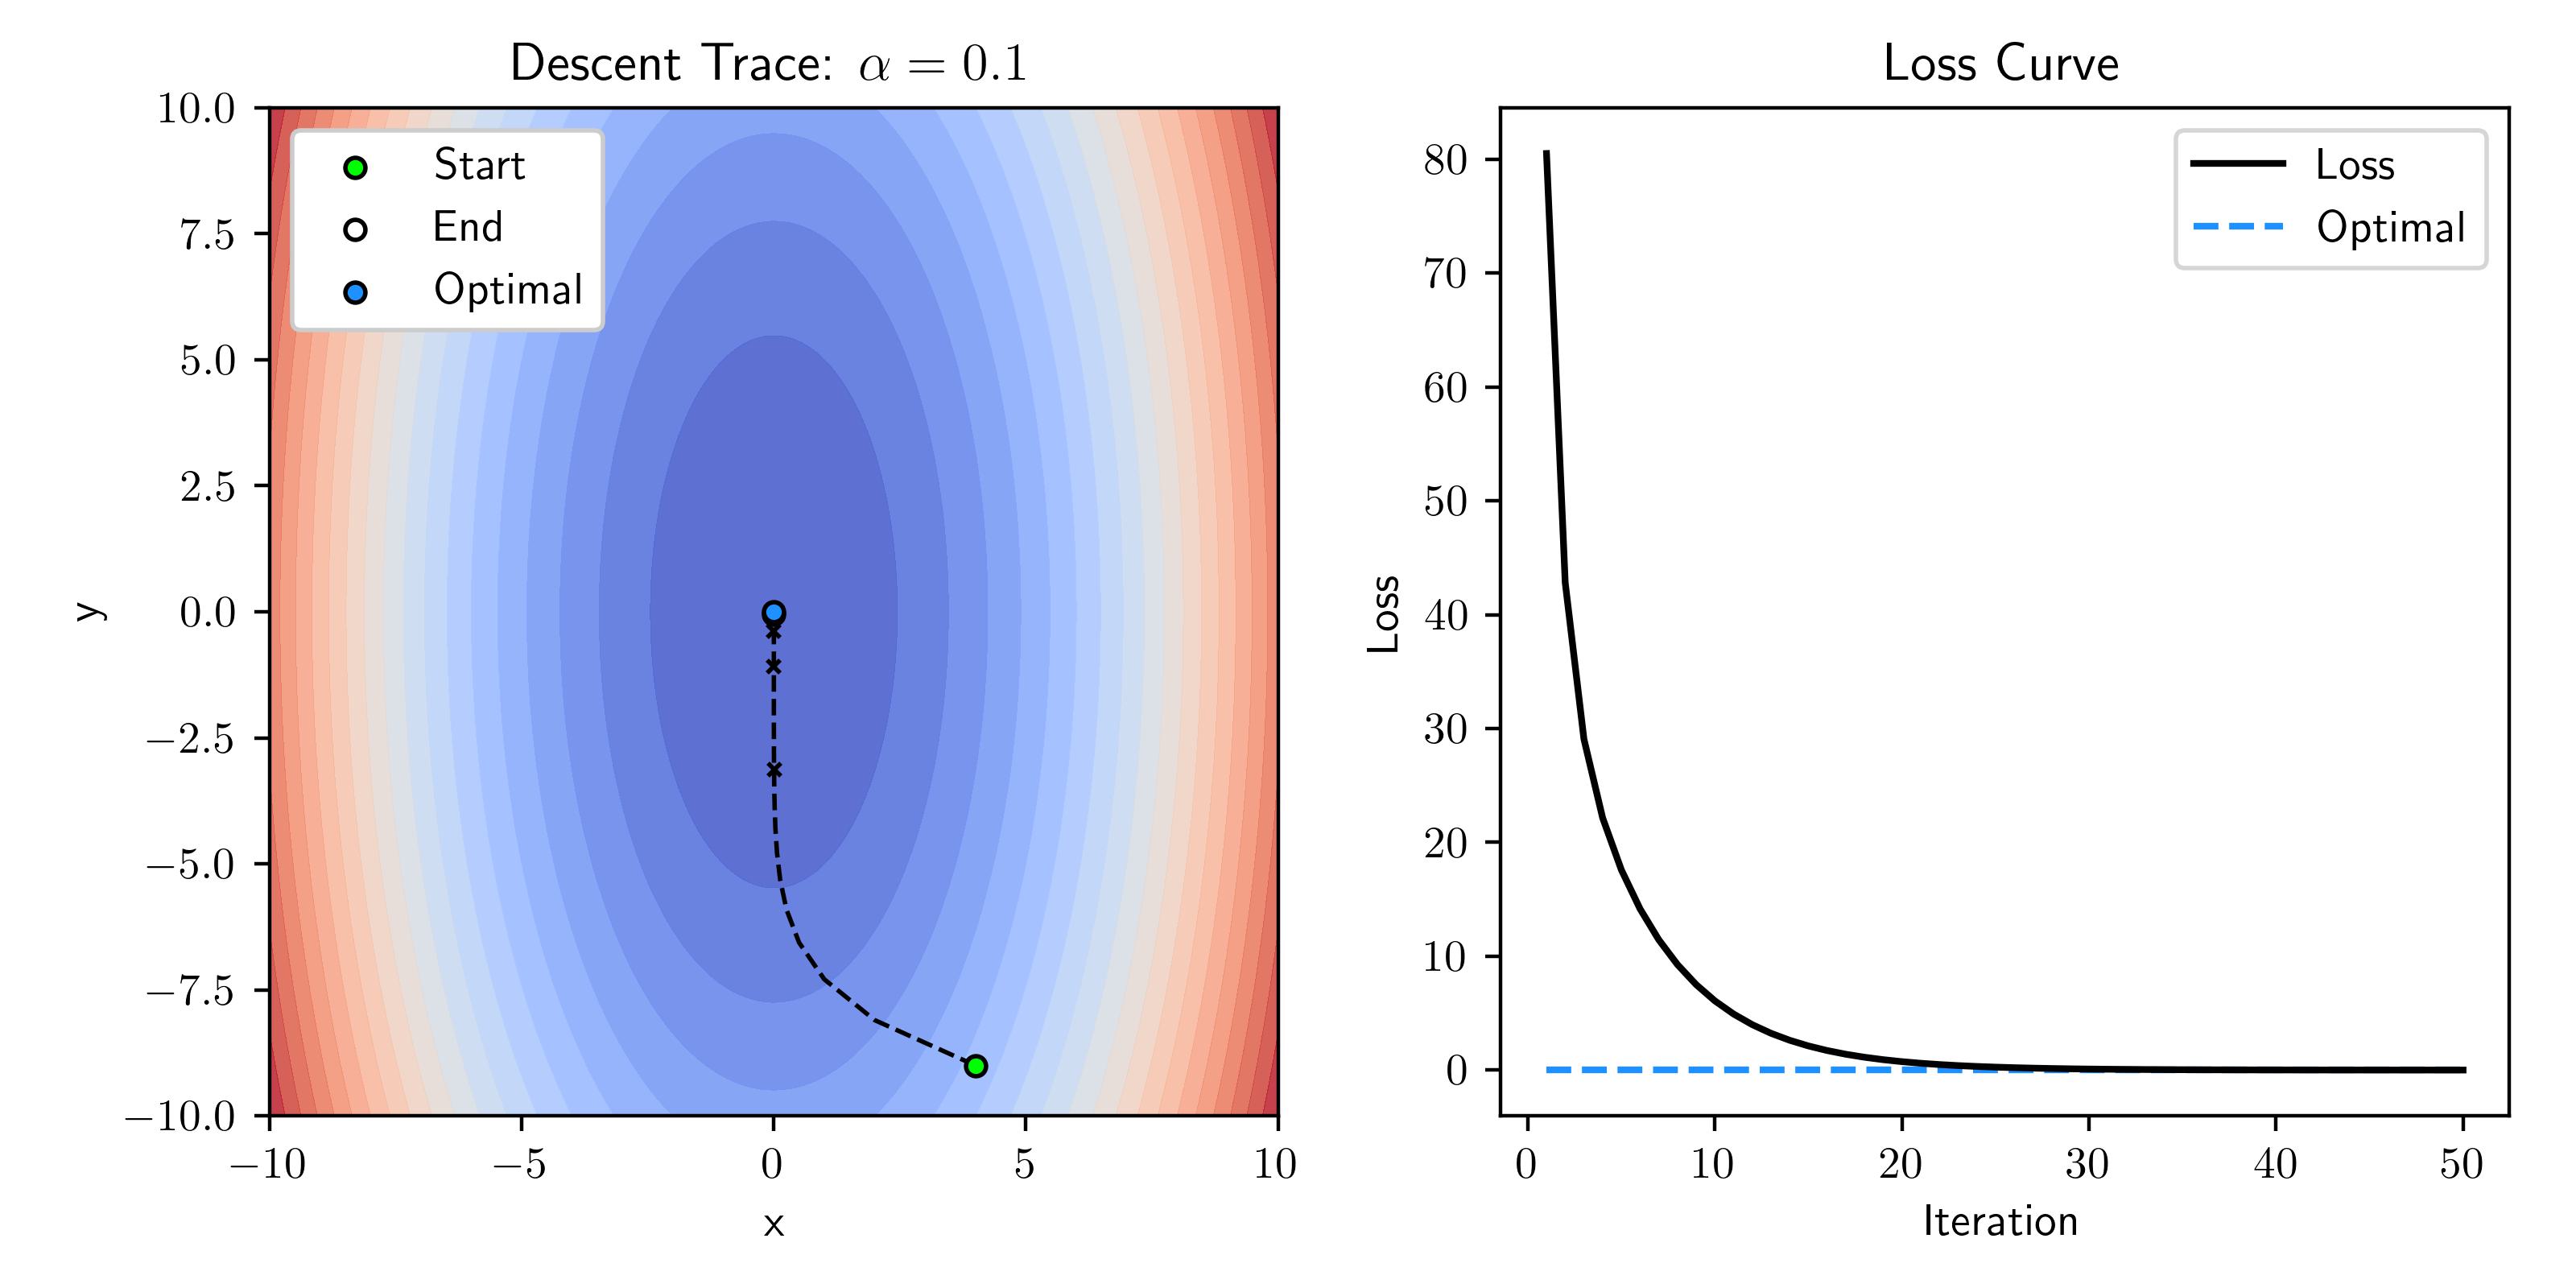 Descent Trace: α = 0.1
10.0
7.5
5.0
2.5
0.0
−2.5
−5.0
−7.5
−10.0
y
Start
End
Optimal
−10 −5 0 5 10
x
Loss Curve
80
70
60
50
40
30
20
10
0
Loss
Loss
Optimal
0 10 20 30 40 50
Iteration